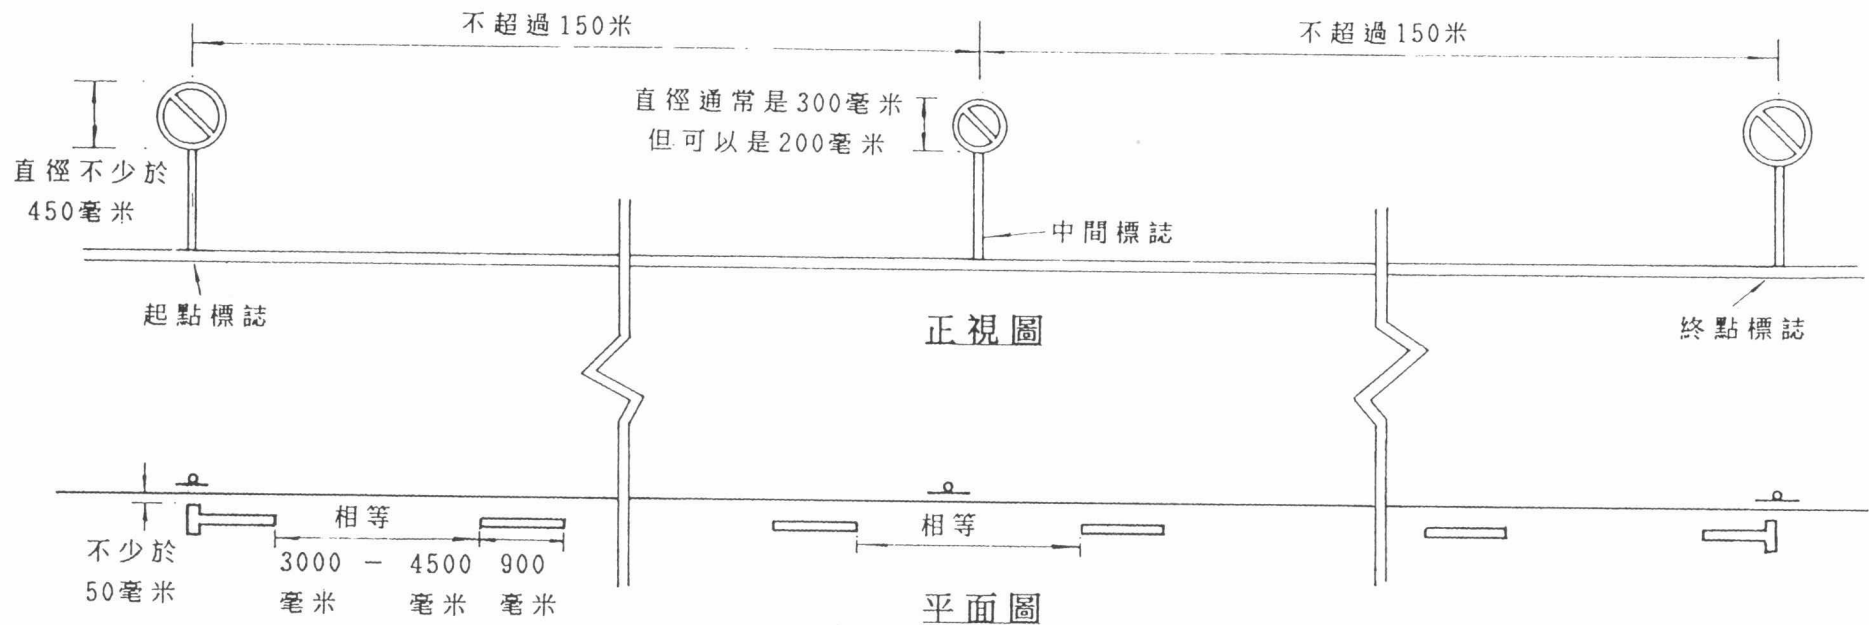 不超過150米
不超過150米
直徑不少於
450毫米
直徑通常是300毫米
但可以是200毫米
中間標誌
起點標誌
正視圖
終點標誌
相等
相等
不少於
50毫米
3000 - 4500 900
毫米 毫米 毫米
平面圖